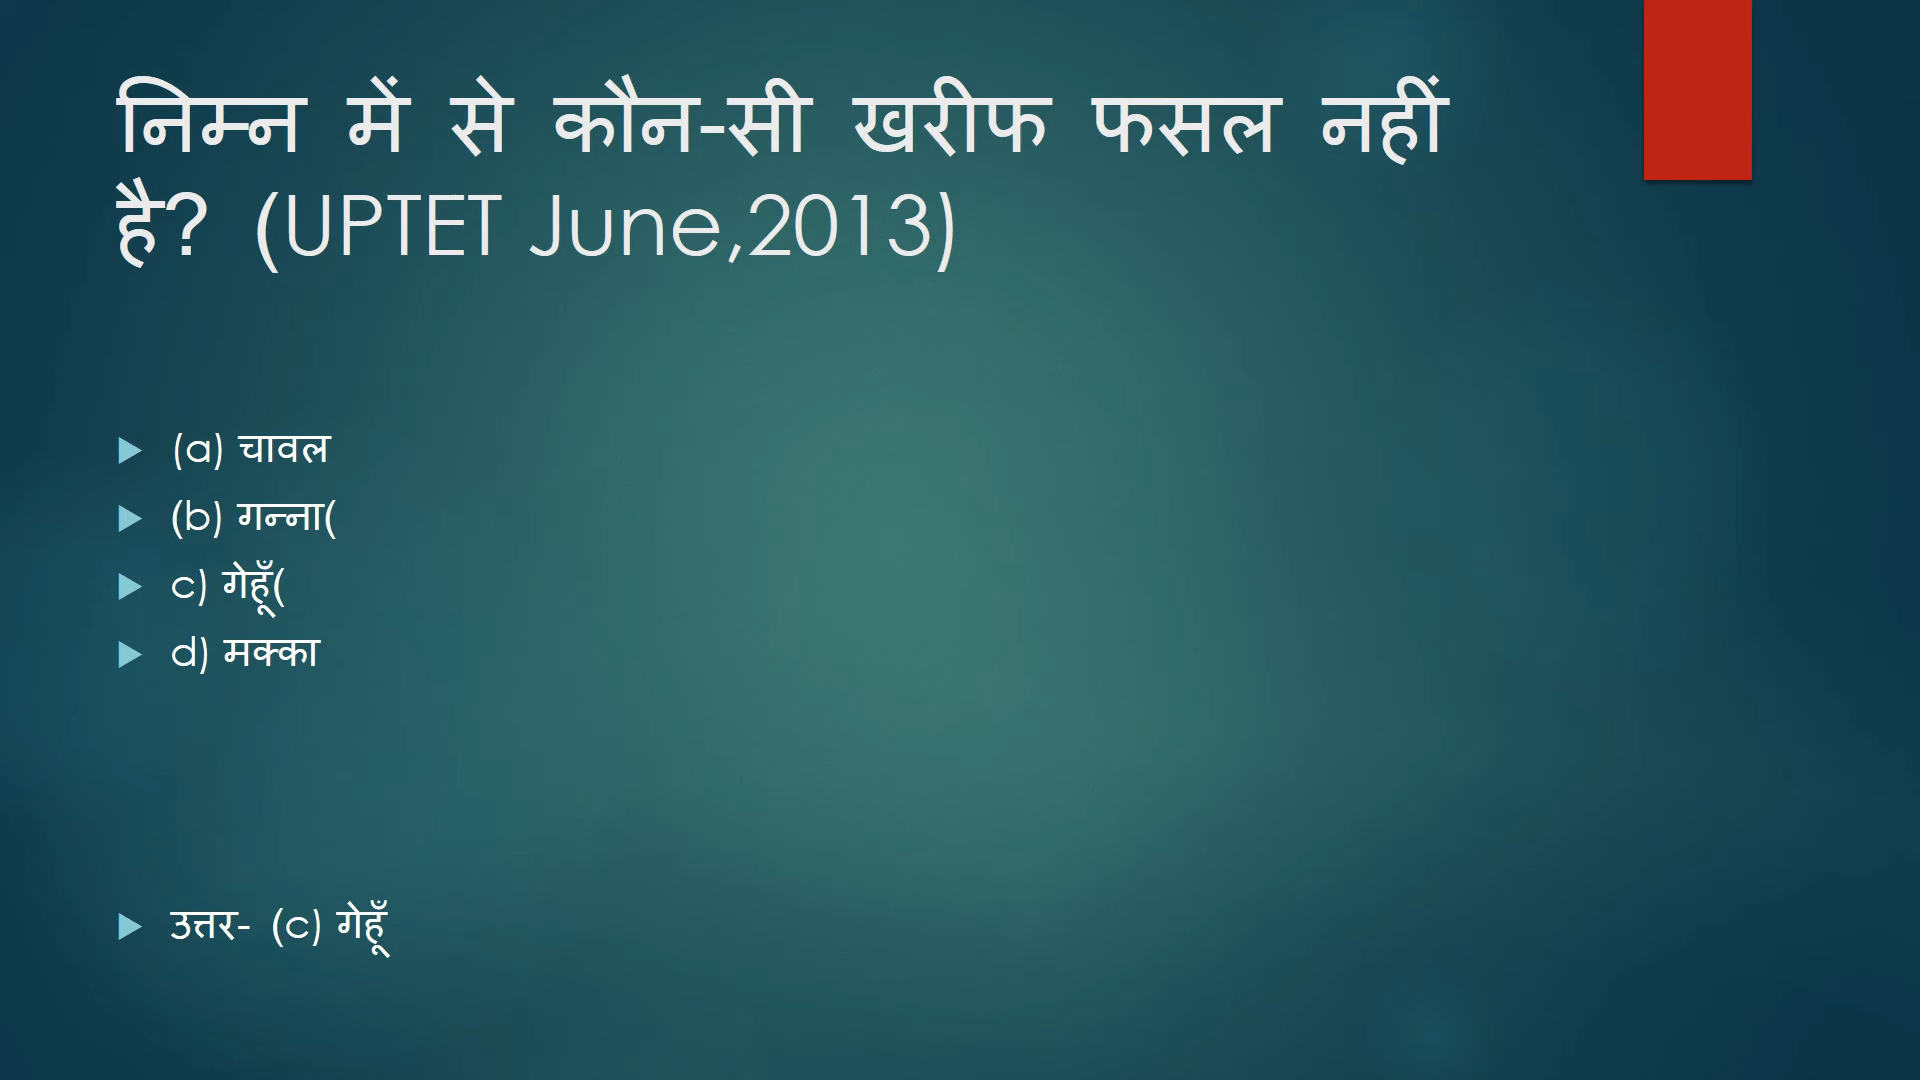 निम्न में से कौन-सी खरीफ फसल नहीं
है? (UPTET June,2013)
(a) चावल
(b) गन्ना(
c) गेहूँ(
d) मक्का
उत्तर- (c) गेहूँ